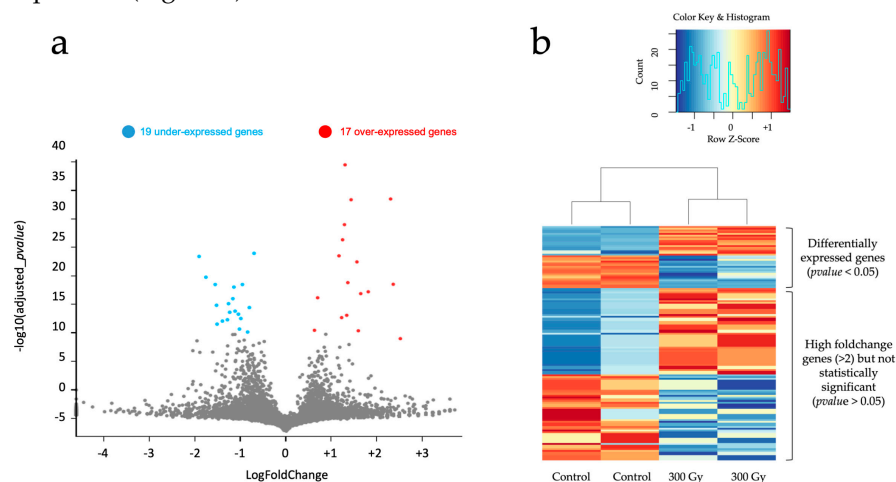 a
19 under-expressed genes
17 over-expressed genes
-log10(adjusted_pvalue)
40
35
30
25
20
15
10
5
0
-5
-4
-3
-2
-1
0
+1
+2
+3
LogFoldChange
b
Color Key & Histogram
Count
0
10
20
-1
0
+1
Row Z-Score
Differentially
expressed genes
(pvalue < 0.05)
High foldchange
genes (>2) but not
statistically
significant
(pvalue > 0.05)
Control
Control
300 Gy
300 Gy